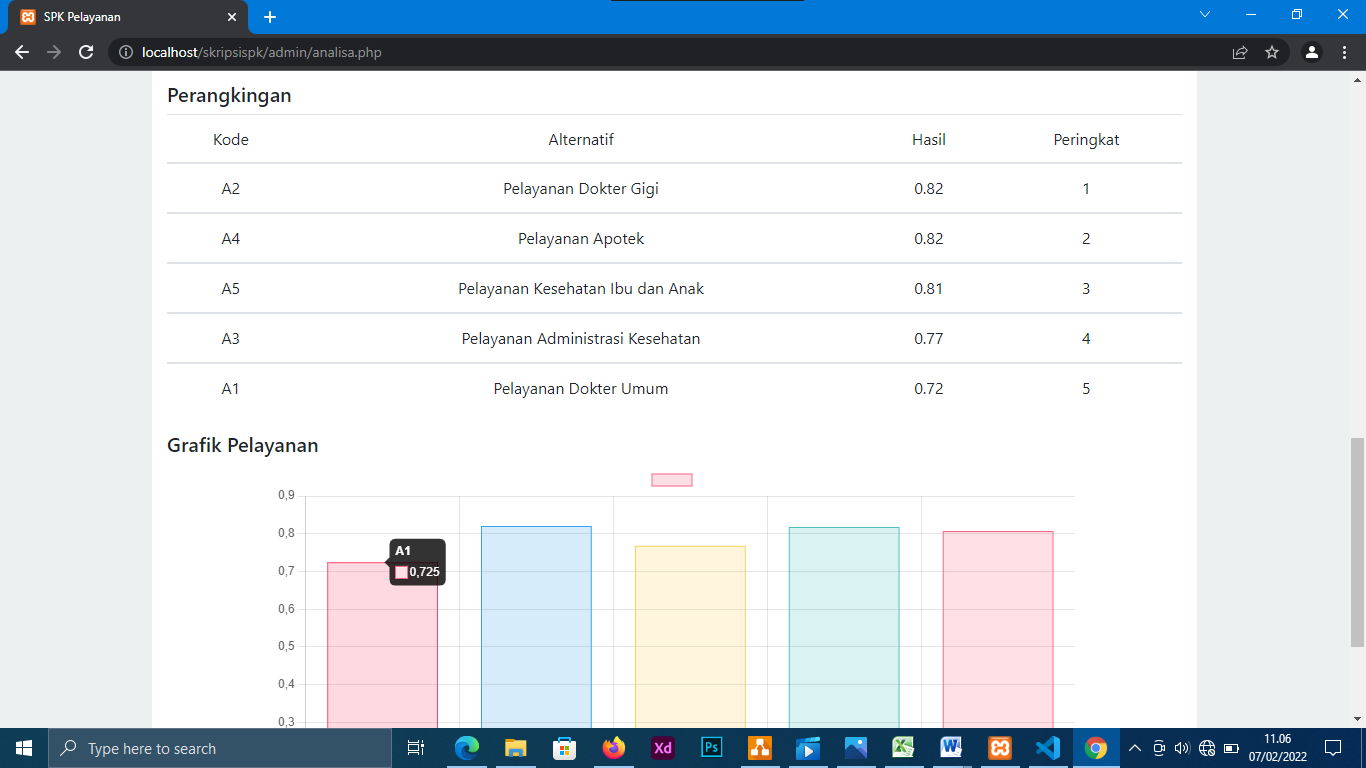 SPK Pelayanan
localhost/skripsispk/admin/analisa.php
Perangkingan
Kode Alternatif Hasil Peringkat
A2 Pelayanan Dokter Gigi 0.82 1
A4 Pelayanan Apotek 0.82 2
A5 Pelayanan Kesehatan Ibu dan Anak 0.81 3
A3 Pelayanan Administrasi Kesehatan 0.77 4
A1 Pelayanan Dokter Umum 0.72 5
Grafik Pelayanan
0,9
0,8
A1
0,725
0,7
0,6
0,5
0,4
0,3
Type here to search
Xd
Ps
11.06
07/02/2022